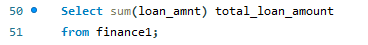 50 Select sum(loan_amnt) total_loan_amount
51 from finance1;